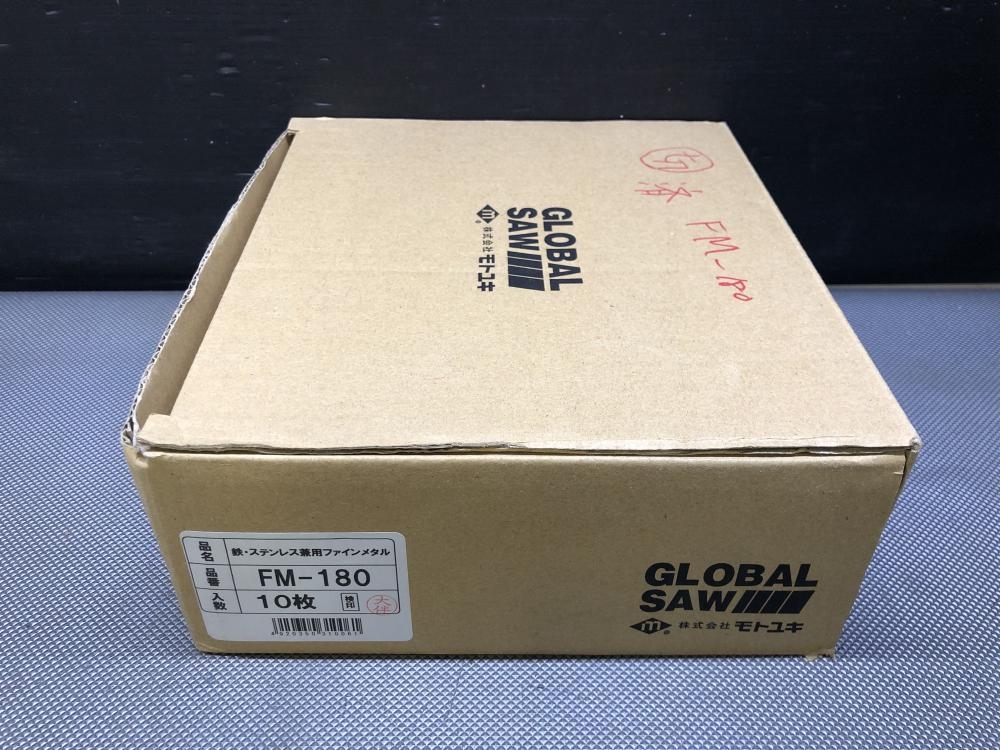 GLOBAL
SAW
株式会社 モトユキ
FM-180
品名 鉄・ステンレス兼用ファインメタル
品番 FM-180
入数 10枚 検印
GLOBAL
SAW
株式会社 モトユキ